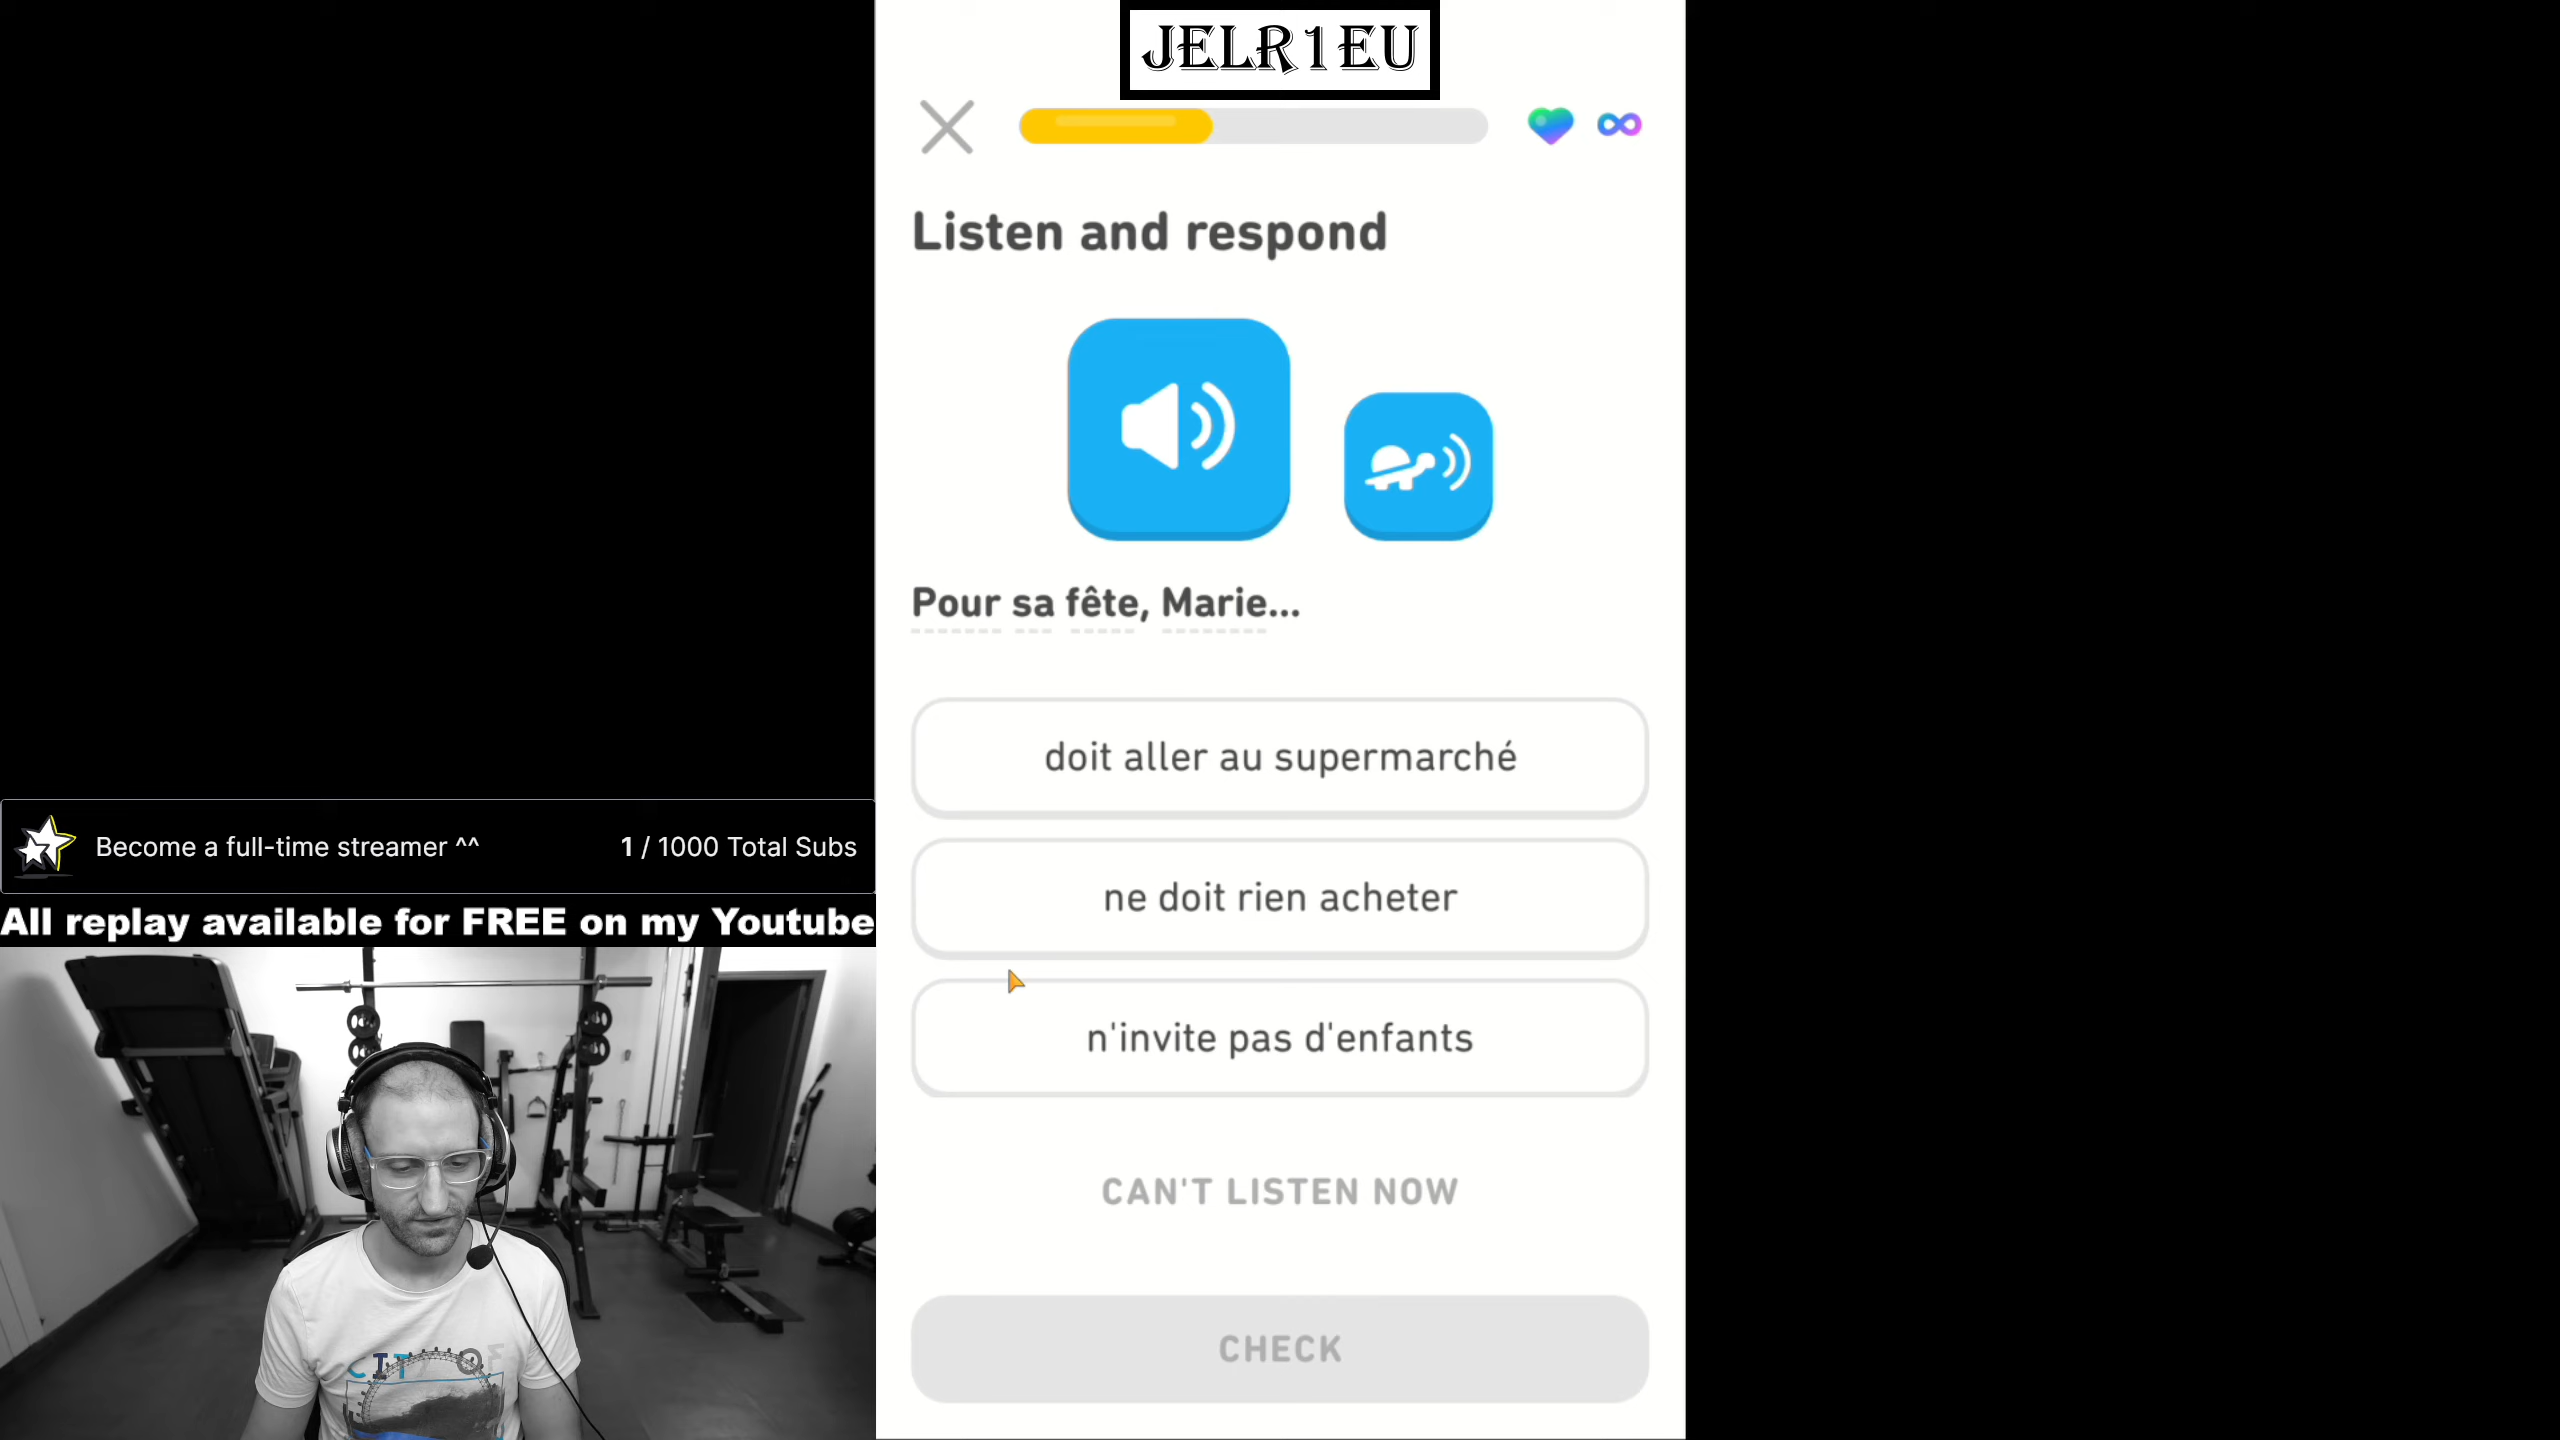 JELR1EU
Listen and respond
Pour sa fête, Marie...
doit aller au supermarché
ne doit rien acheter
n'invite pas d'enfants
CAN'T LISTEN NOW
CHECK
Become a full-time streamer ^^
1 / 1000 Total Subs
All replay available for FREE on my Youtube
CIT OF